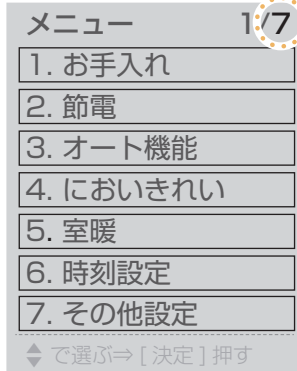 メニュー 1/7
1. お手入れ
2. 節電
3. オート機能
4. においきれい
5. 室暖
6. 時刻設定
7. その他設定
で選ぶ⇒ [ 決定 ] 押す